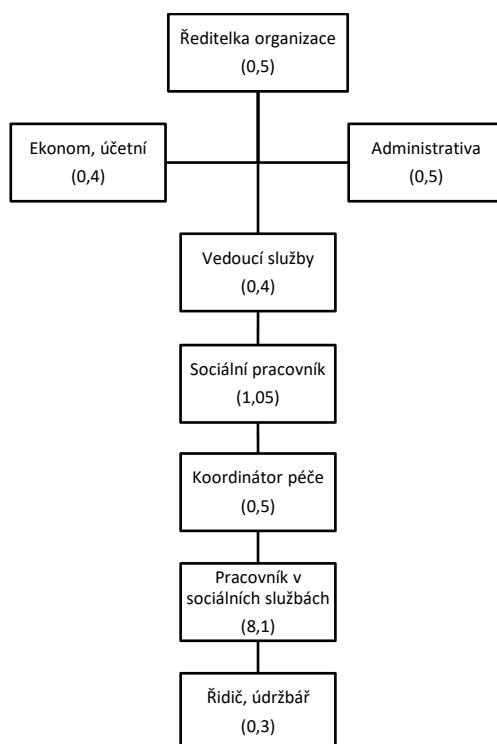 Ředitelka organizace
(0,5)
Ekonom, účetní
(0,4)
Administrativa
(0,5)
Vedoucí služby
(0,4)
Sociální pracovník
(1,05)
Koordinátor péče
(0,5)
Pracovník v
sociálních službách
(8,1)
Řidič, údržbář
(0,3)